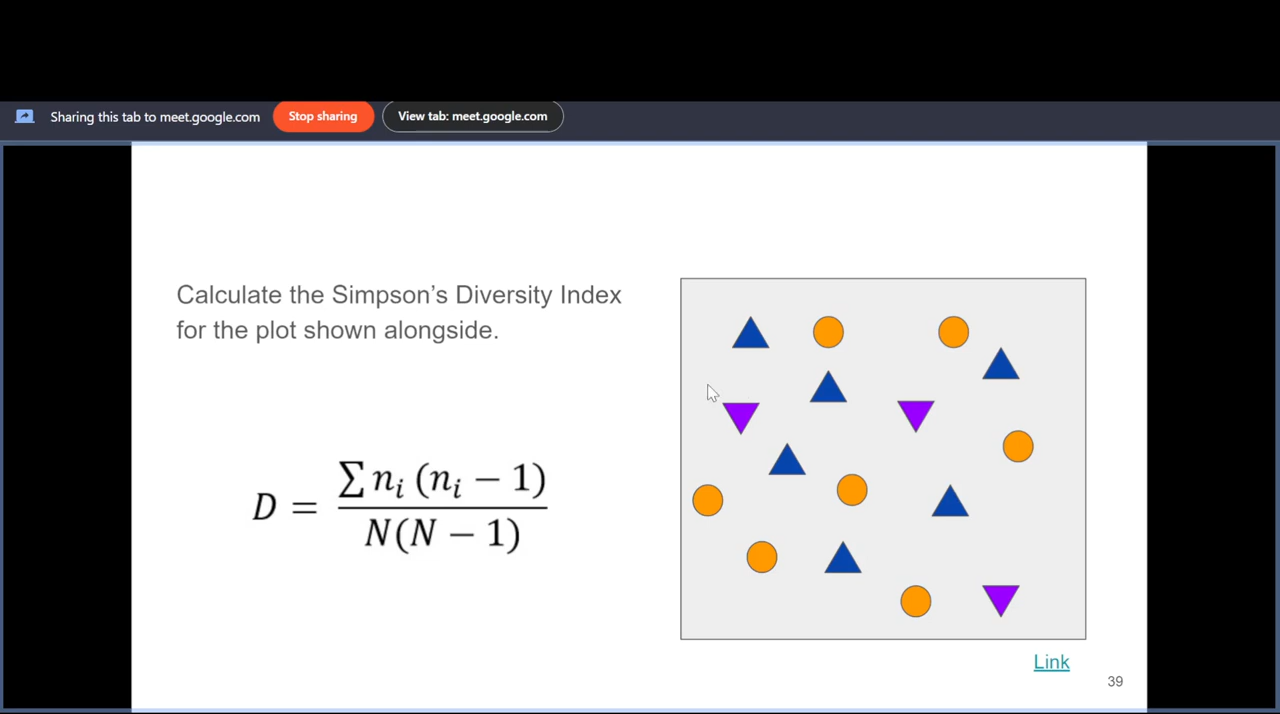 Sharing this tab to meet.google.com
Stop sharing
View tab: meet.google.com
Calculate the Simpson’s Diversity Index
for the plot shown alongside.
D = ∑ nᵢ (nᵢ − 1)
N(N − 1)
Link
39